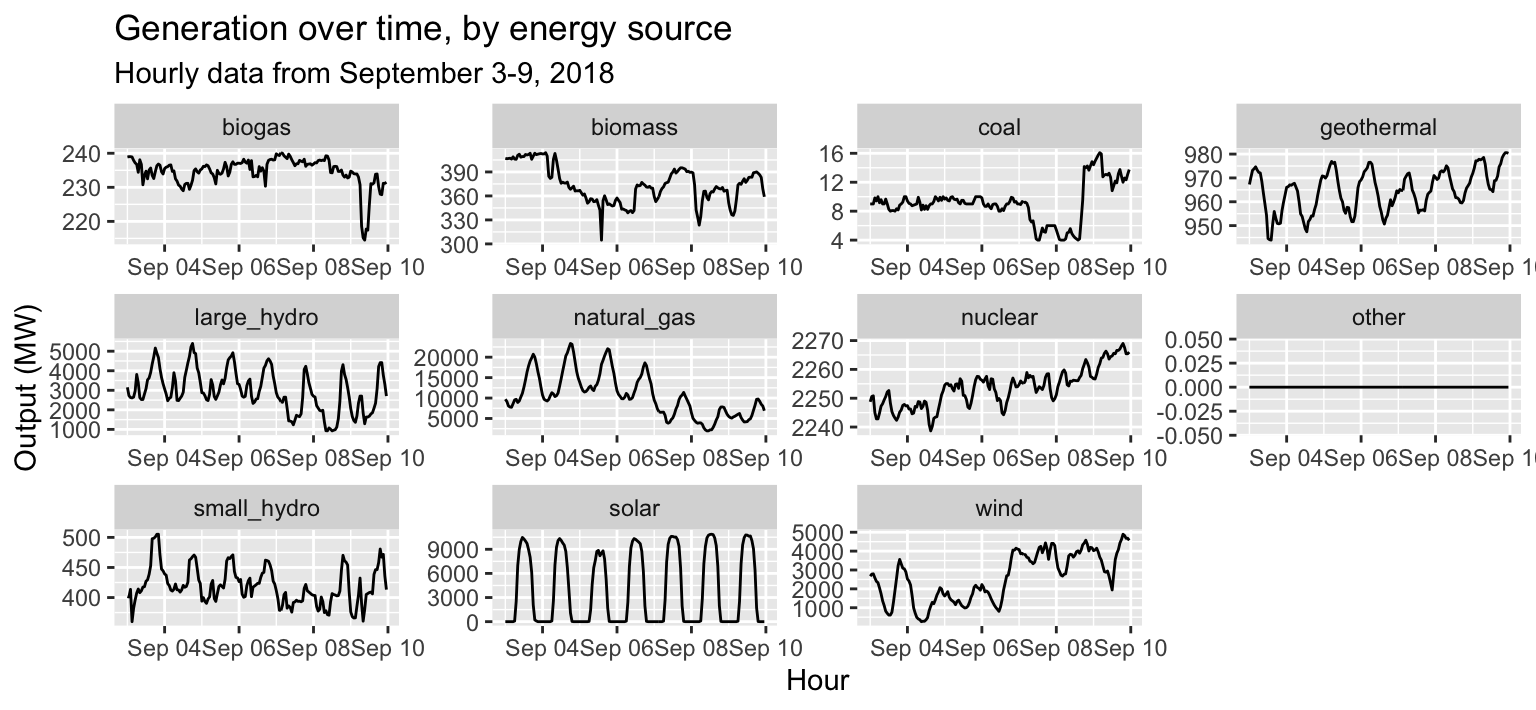 Generation over time, by energy source
Hourly data from September 3-9, 2018
biogas
240
230
220
Sep 04Sep 06Sep 08Sep 10
biomass
390
360
330
300
Sep 04Sep 06Sep 08Sep 10
coal
16
12
8
4
Sep 04Sep 06Sep 08Sep 10
geothermal
980
970
960
950
Sep 04Sep 06Sep 08Sep 10
Output (MW)
large_hydro
5000
4000
3000
2000
1000
Sep 04Sep 06Sep 08Sep 10
natural_gas
20000
15000
10000
5000
Sep 04Sep 06Sep 08Sep 10
nuclear
2270
2260
2250
2240
Sep 04Sep 06Sep 08Sep 10
other
0.050
0.025
0.000
-0.025
-0.050
Sep 04Sep 06Sep 08Sep 10
small_hydro
500
450
400
Sep 04Sep 06Sep 08Sep 10
solar
9000
6000
3000
0
Sep 04Sep 06Sep 08Sep 10
wind
5000
4000
3000
2000
1000
Sep 04Sep 06Sep 08Sep 10
Hour